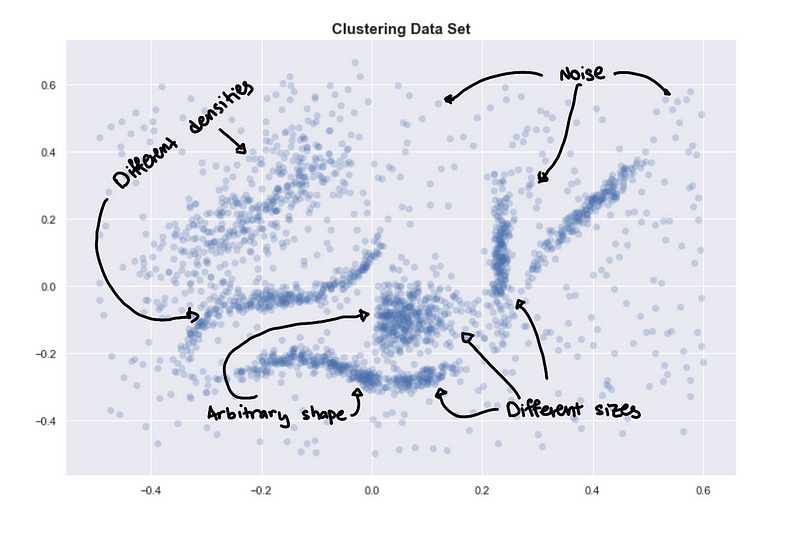 Clustering Data Set
Noise
Different densities
0.6
0.4
0.2
0.0
−0.2
−0.4
Arbitrary shape
Different sizes
−0.4 −0.2 0.0 0.2 0.4 0.6